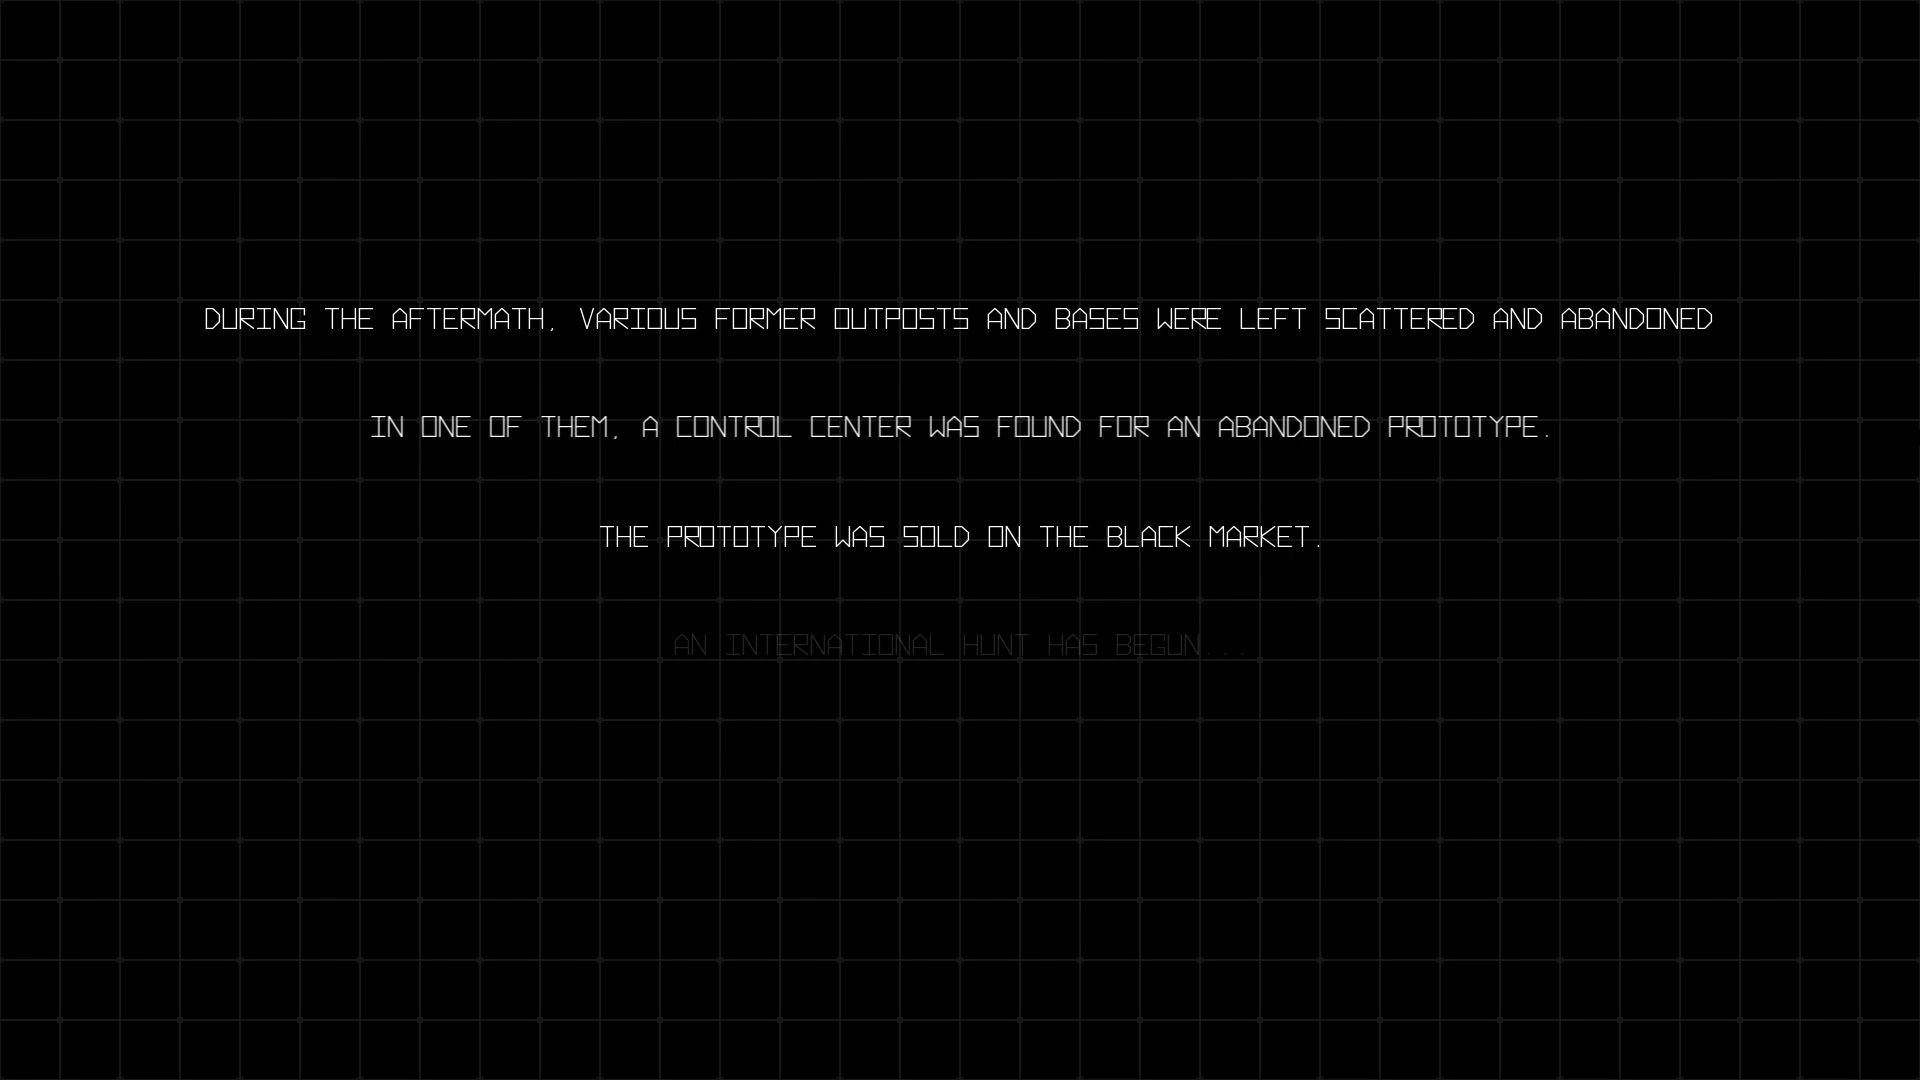 DURING THE AFTERMATH, VARIOUS FORMER OUTPOSTS AND BASES WERE LEFT SCATTERED AND ABANDONED
IN ONE OF THEM, A CONTROL CENTER WAS FOUND FOR AN ABANDONED PROTOTYPE.
THE PROTOTYPE WAS SOLD ON THE BLACK MARKET.
AN INTERNATIONAL HUNT HAS BEGUN...